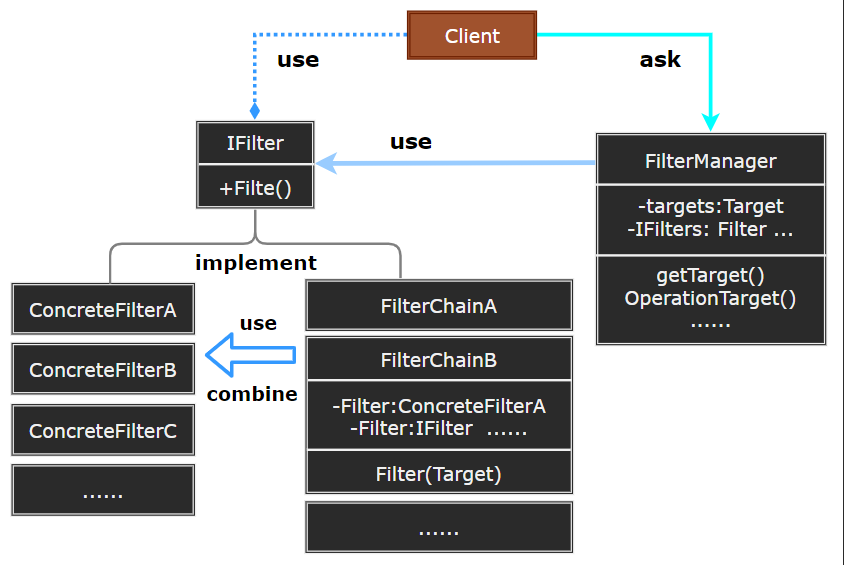 Client
use
ask
IFilter
+Filte()
use
FilterManager
-targets:Target
-IFilters: Filter ...
getTarget()
OperationTarget()
......
implement
ConcreteFilterA
ConcreteFilterB
ConcreteFilterC
......
use
combine
FilterChainA
FilterChainB
-Filter:ConcreteFilterA
-Filter:IFilter ......
Filter(Target)
......